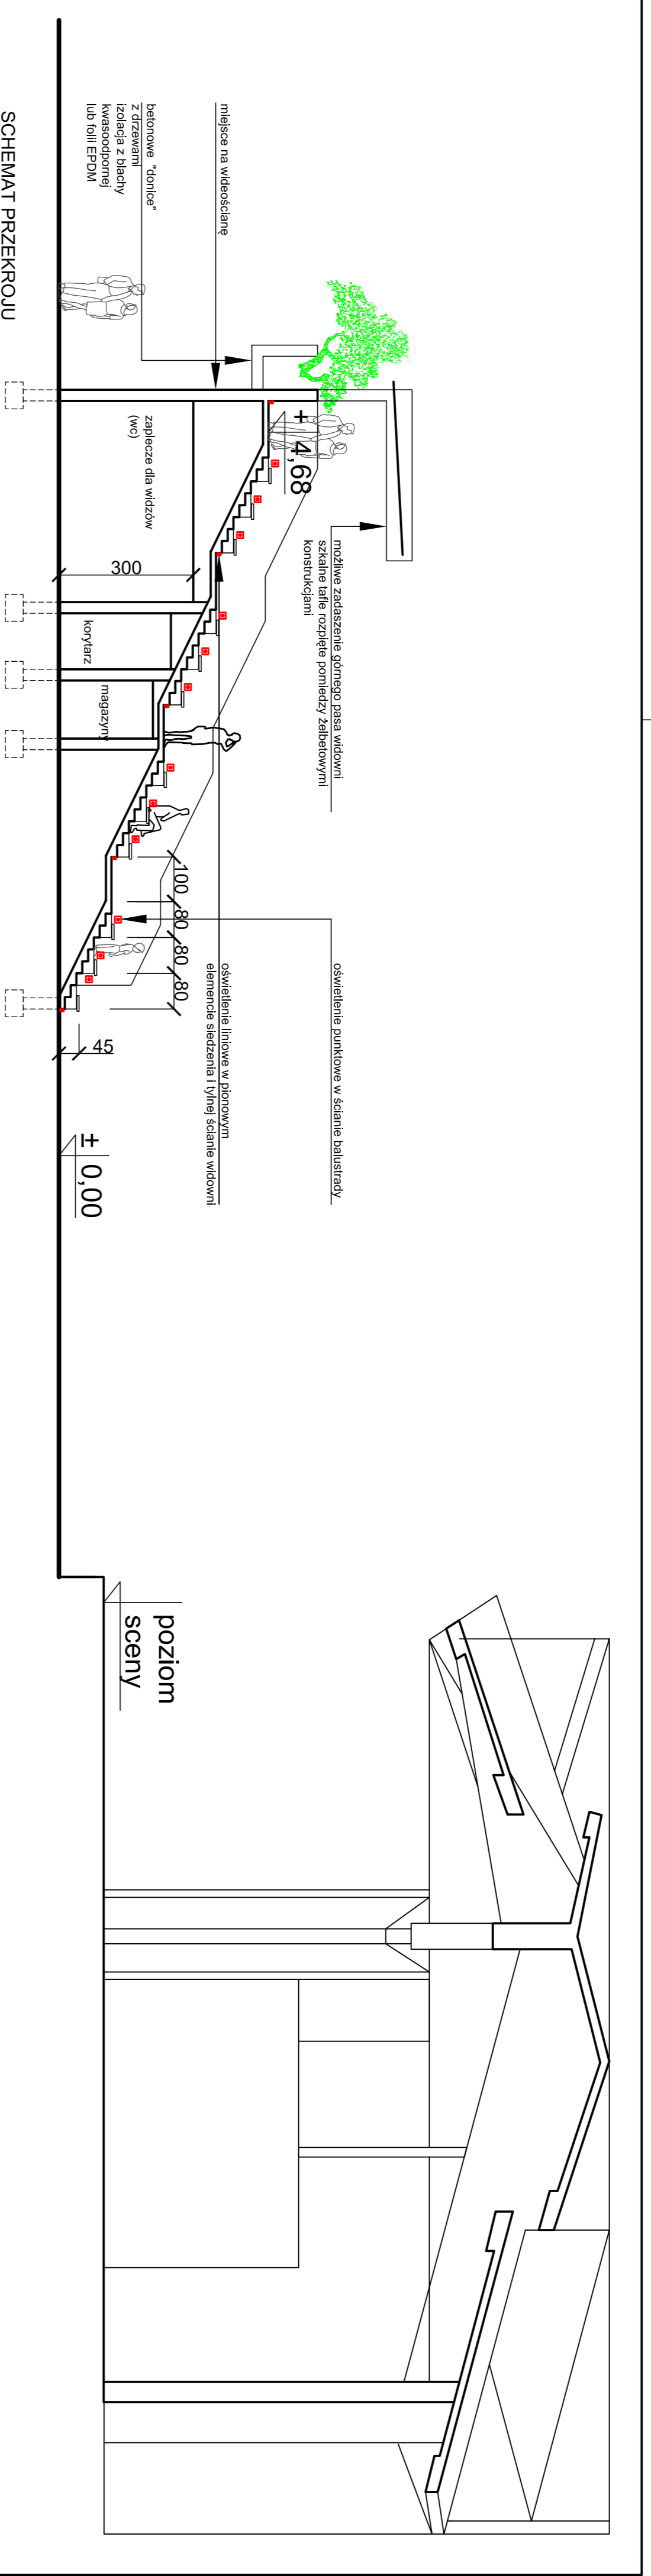 miejsce na wideościanę
betonowe "donice"
z drzewami
izolacja z blachy
kwasoodpornej
lub folii EPDM
SCHEMAT PRZEKROJU
możliwe zadaszenie górnego pasa widowni
szkalne tafle rozpięte pomiedzy żelbetowymi
konstrukcjami
+ 4,68
zaplecze dla widzów
(wc)
300
korytarz
magazyny
oświetlenie punktowe w ścianie balustrady
oświetlenie liniowe w pionowym
elemencie siedzenia i tylnej ścianie widowni
100
80
80
80
45
± 0,00
poziom
sceny